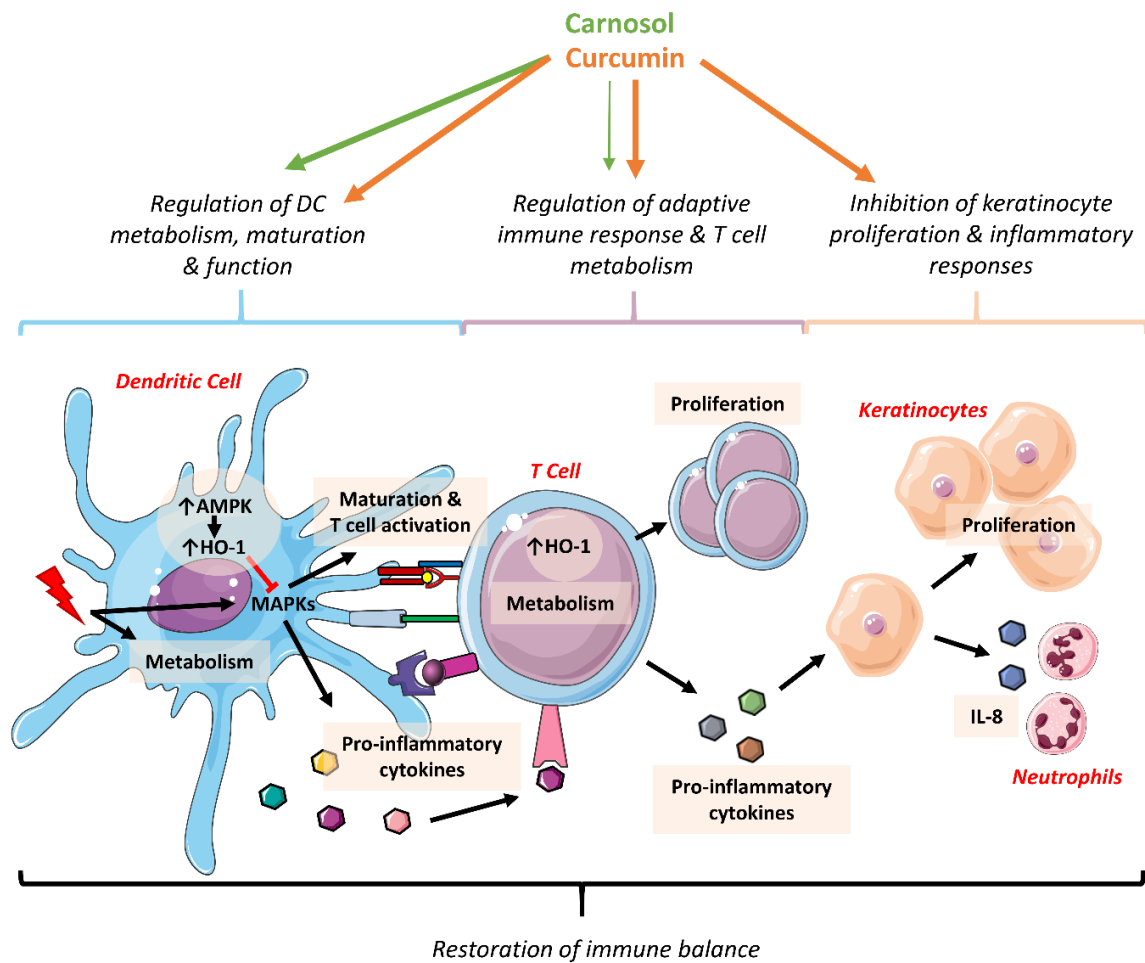 Carnosol
Curcumin
Regulation of DC
metabolism, maturation
& function
Regulation of adaptive
immune response & T cell
metabolism
Inhibition of keratinocyte
proliferation & inflammatory
responses
Dendritic Cell
↑AMPK
↑HO-1
MAPKs
Metabolism
Maturation &
T cell activation
Pro-inflammatory
cytokines
T Cell
↑HO-1
Metabolism
Proliferation
Pro-inflammatory
cytokines
Keratinocytes
Proliferation
IL-8
Neutrophils
Restoration of immune balance